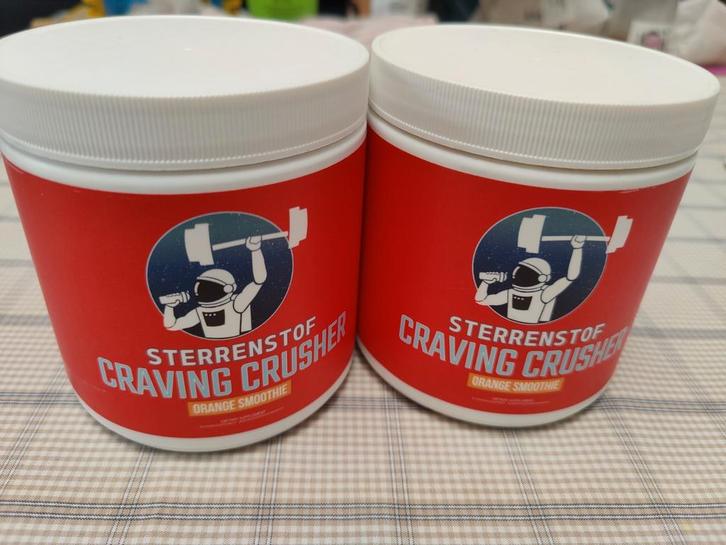 STERRENSTOF
CRAVING CRUSHER
ORANGE SMOOTHIE
STERRENSTOF
CRAVING CRUSHER
ORANGE SMOOTHIE